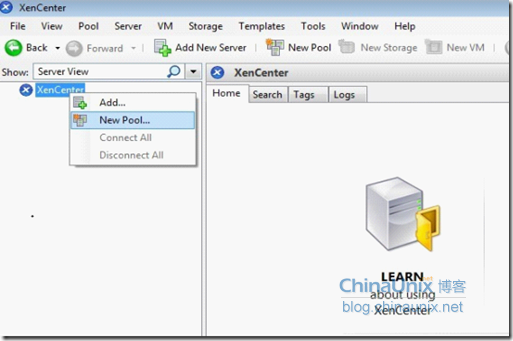 XenCenter
File View Pool Server VM Storage Templates Tools Window Help
Back Forward Add New Server New Pool New Storage New VM
Show: Server View
XenCenter
XenCenter
Add...
New Pool...
Connect All
Disconnect All
Home Search Tags Logs
LEARN
about using
XenCenter
ChinaUnix 博客
blog.chinaunix.net